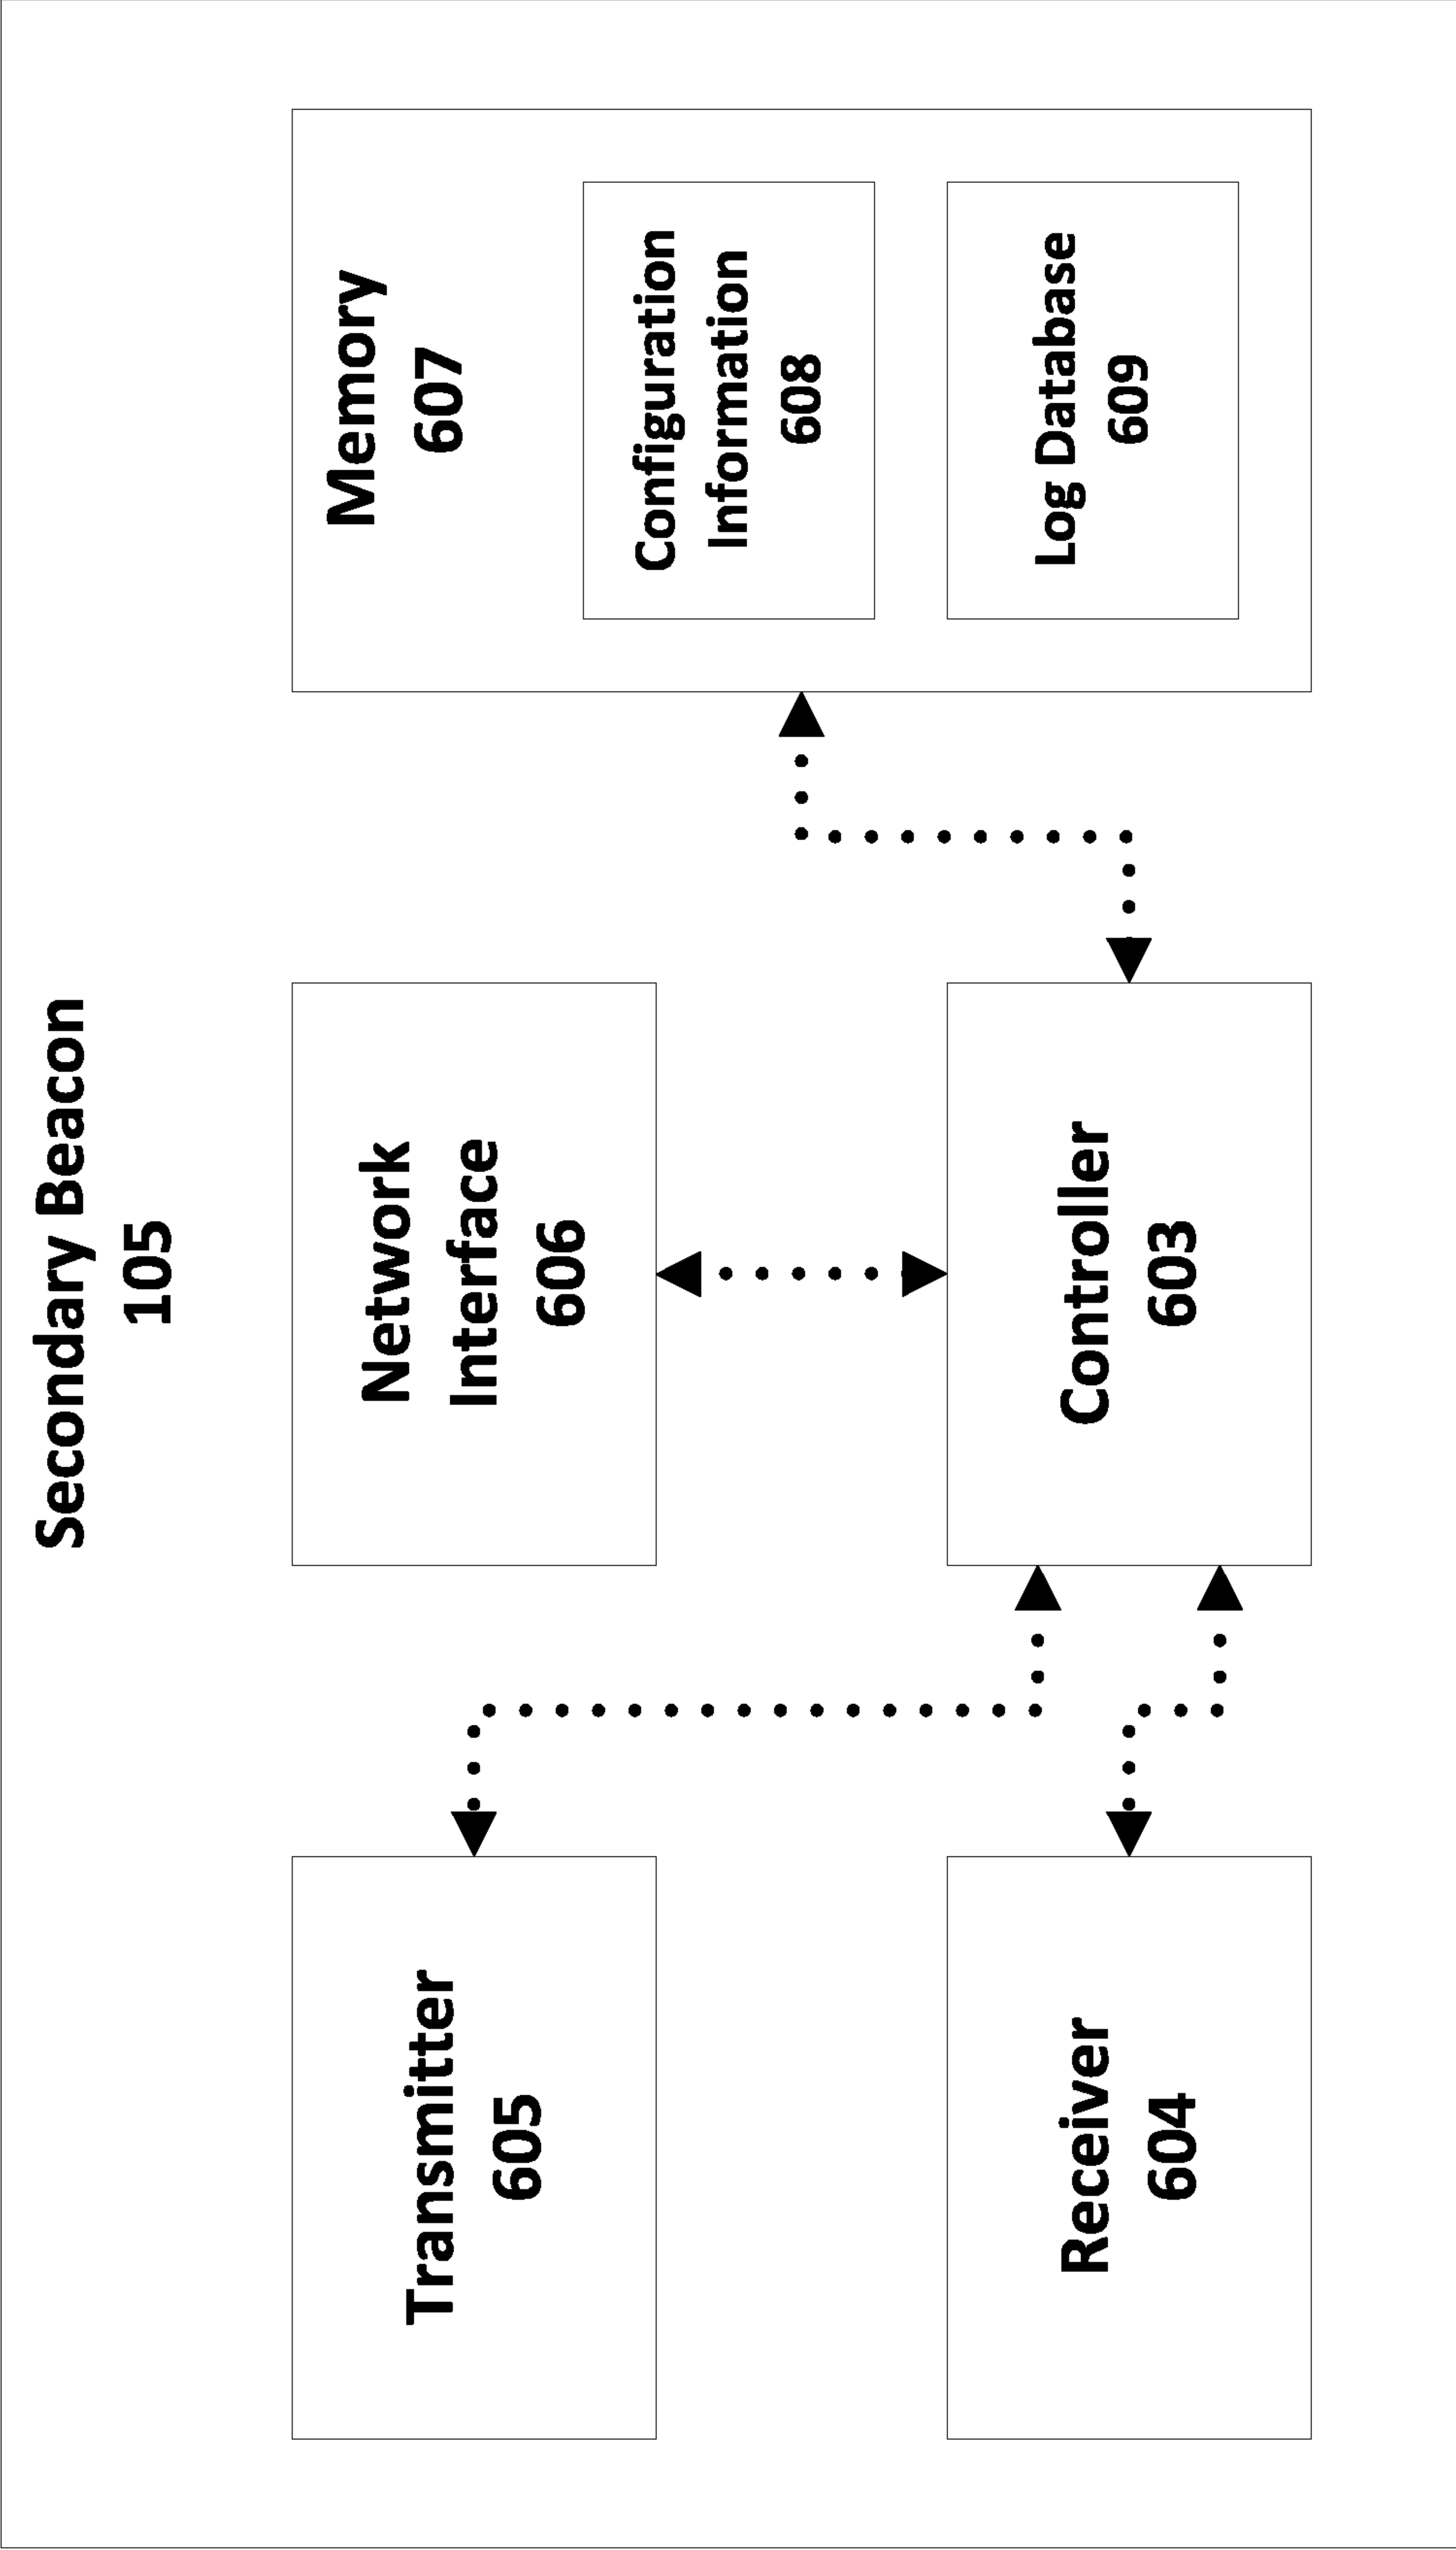 Secondary Beacon
105
Transmitter
605
Network
Interface
606
Memory
607
Configuration
Information
608
Log Database
609
Receiver
604
Controller
603